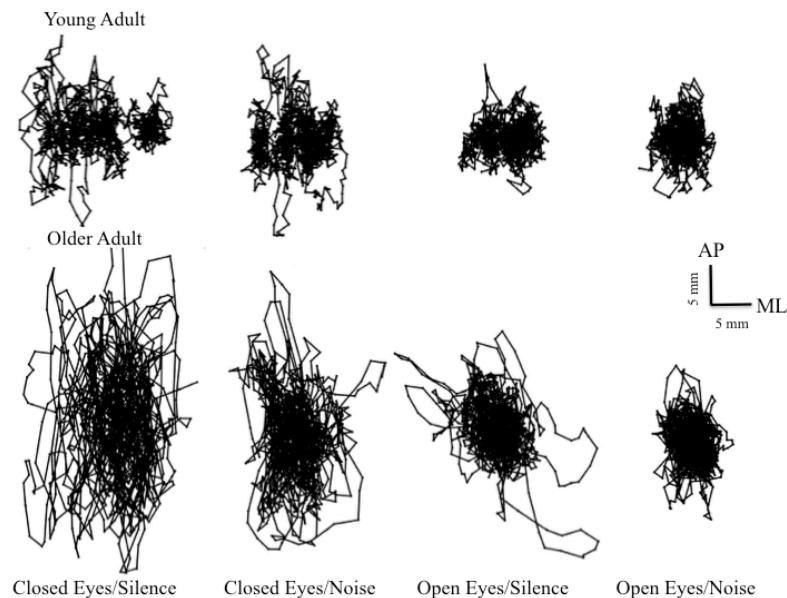 Young Adult
Older Adult
AP
5 mm
ML
5 mm
Closed Eyes/Silence
Closed Eyes/Noise
Open Eyes/Silence
Open Eyes/Noise